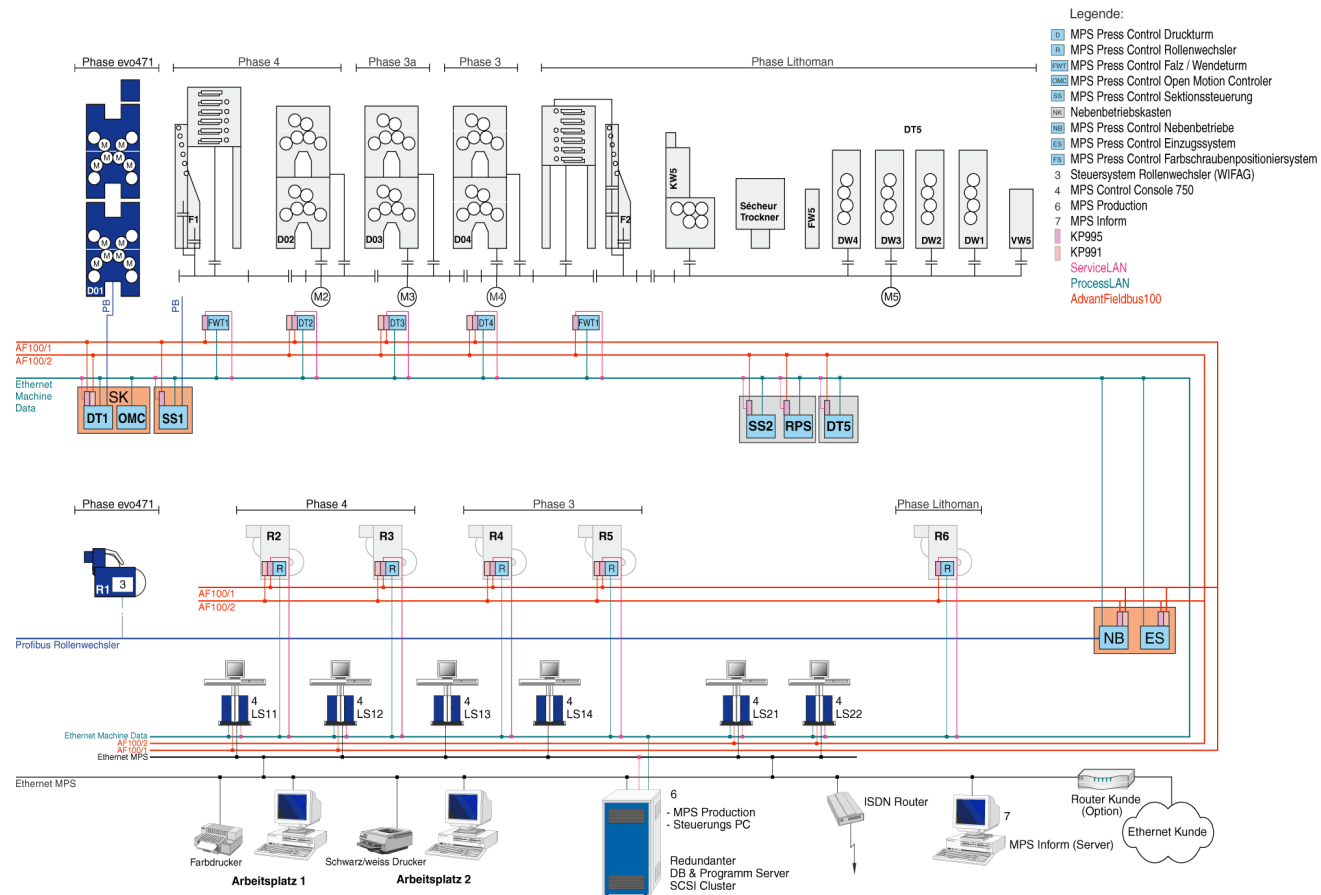 Legende:
D MPS Press Control Druckturm
R MPS Press Control Rollenwechsler
FWT MPS Press Control Falz / Wendeturm
OMC MPS Press Control Open Motion Controler
SS MPS Press Control Sektionssteuerung
NK Nebenbetriebskasten
NB MPS Press Control Nebenbetriebe
ES MPS Press Control Einzugssystem
FS MPS Press Control Farbschraubenpositioniersystem
3 Steuersystem Rollenwechsler (WIFAG)
4 MPS Control Console 750
6 MPS Production
7 MPS Inform
KP995
KP991
ServiceLAN
ProcessLAN
AdvantFieldbus100
Phase evo471
Phase 4
Phase 3a
Phase 3
Phase Lithoman
M M M M
M M M M
D01
F1
D02
D03
D04
F2
KW5
Sécheur
Trockner
FW5
DT5
DW4
DW3
DW2
DW1
VW5
M2
M3
M4
M5
PB
PB
FWT1
DT2
DT3
DT4
FWT1
AF100/1
AF100/2
Ethernet
Machine
Data
SK
DT1
OMC
SS1
SS2
RPS
DT5
Phase evo471
Phase 4
Phase 3
Phase Lithoman
R1 3
R2
R
R3
R
R4
R
R5
R
R6
R
AF100/1
AF100/2
Profibus Rollenwechsler
NB
ES
4
LS11
4
LS12
4
LS13
4
LS14
4
LS21
4
LS22
Ethernet Machine Data
AF100/2
AF100/1
Ethernet MPS
Ethernet MPS
Farbdrucker
Arbeitsplatz 1
Schwarz/weiss Drucker
Arbeitsplatz 2
6
- MPS Production
- Steuerungs PC
Redundanter
DB & Programm Server
SCSI Cluster
ISDN Router
7
MPS Inform (Server)
Router Kunde
(Option)
Ethernet Kunde